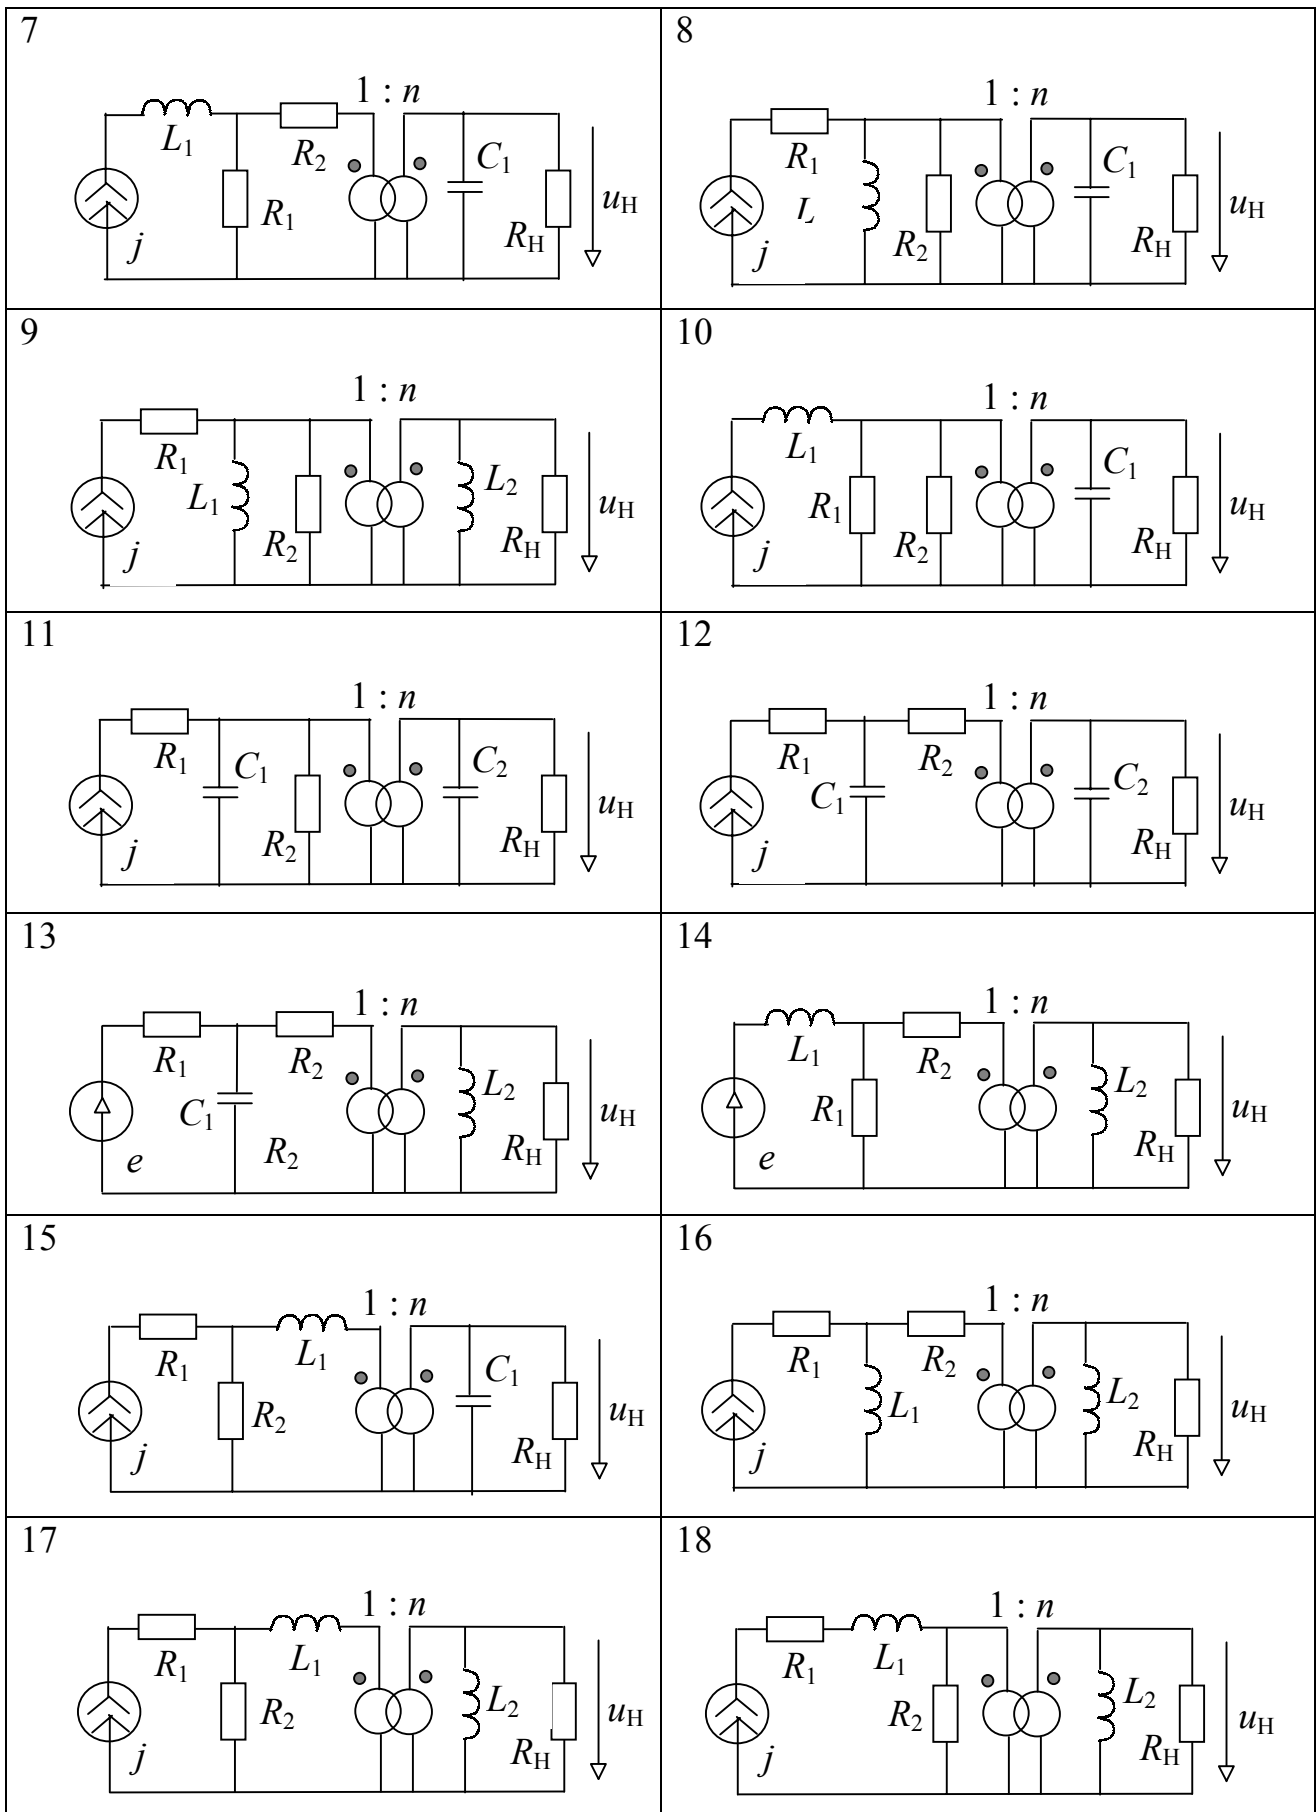 7
1 : n
L1
R2
C1
R1
uН
RН
j
8
1 : n
R1
C1
L
uН
R2
RН
j
9
1 : n
R1
L1
L2
uН
R2
RН
j
10
1 : n
L1
C1
R1
uН
R2
RН
j
11
1 : n
R1
C1
C2
uН
R2
RН
j
12
1 : n
R1
R2
C1
C2
uН
RН
j
13
1 : n
R1
R2
L2
C1
uН
R2
RН
e
14
1 : n
L1
R2
L2
R1
uН
RН
e
15
1 : n
R1
L1
C1
R2
uН
RН
j
16
1 : n
R1
R2
L1
L2
uН
RН
j
17
1 : n
R1
L1
R2
L2
uН
RН
j
18
1 : n
R1
L1
R2
L2
uН
RН
j